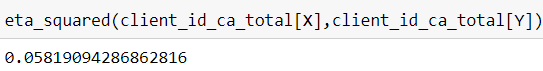 eta_squared(client_id_ca_total[X],client_id_ca_total[Y])
0.05819094286862816